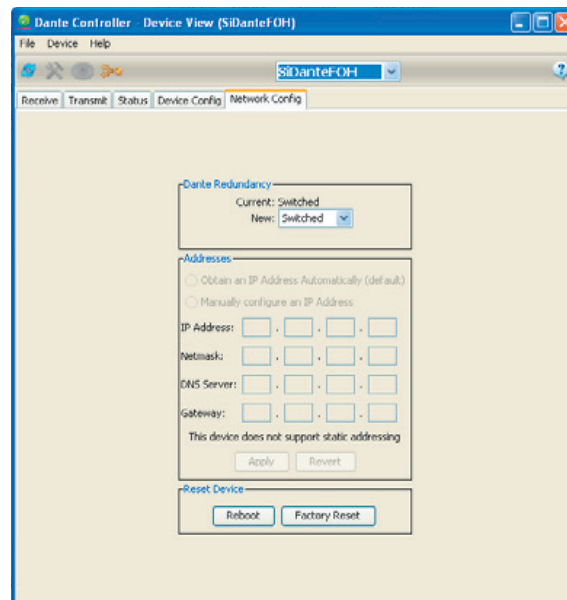 Dante Controller - Device View (SiDanteFOH)
File Device Help
SiDanteFOH
Receive Transmit Status Device Config Network Config
Dante Redundancy
Current: Switched
New: Switched
Addresses
Obtain an IP Address Automatically (default)
Manually configure an IP Address
IP Address: . . .
Netmask: . . .
DNS Server: . . .
Gateway: . . .
This device does not support static addressing
Apply Revert
Reset Device
Reboot Factory Reset